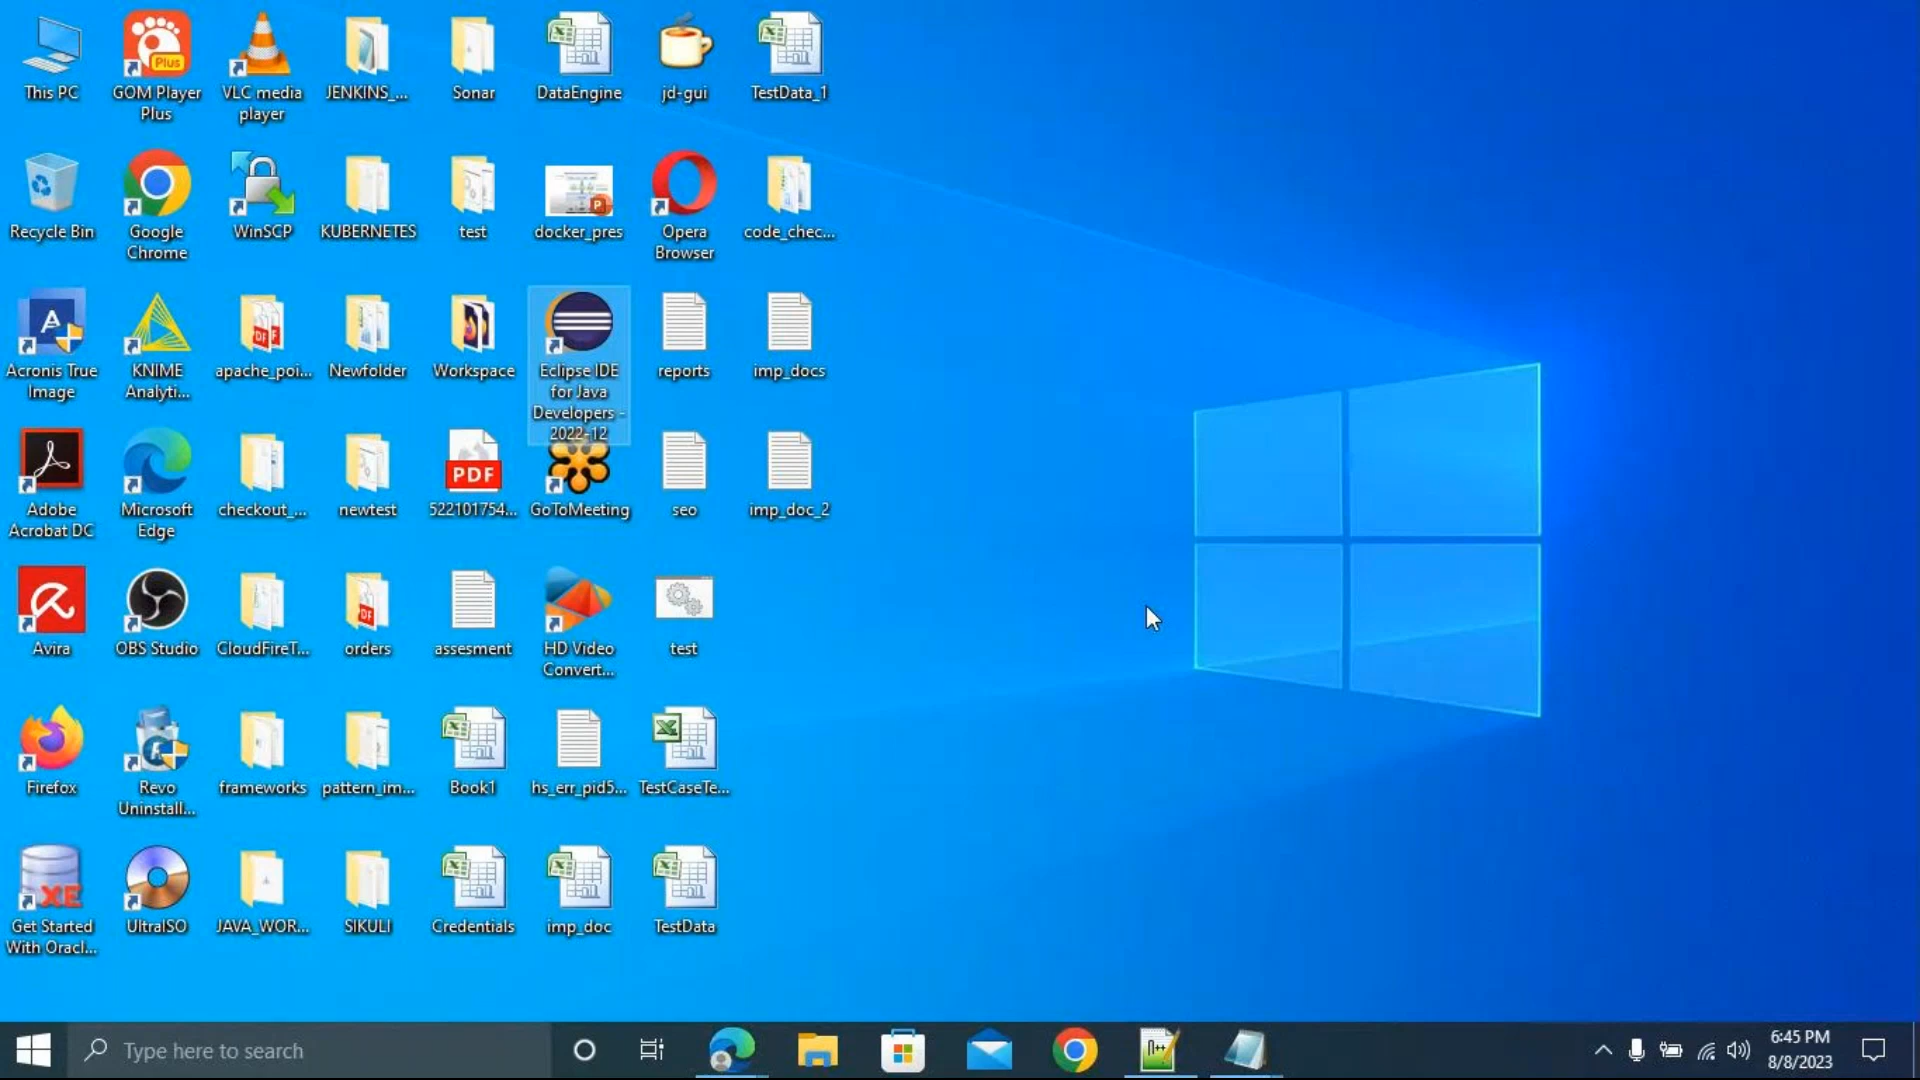 This PC
GOM Player
Plus
VLC media
player
JENKINS_...
Sonar
DataEngine
jd-gui
TestData_1
Recycle Bin
Google
Chrome
WinSCP
KUBERNETES
test
docker_pres
Opera
Browser
code_chec...
Acronis True
Image
KNIME
Analyti...
apache_poi...
Newfolder
Workspace
Eclipse IDE
for Java
Developers -
2022-12
reports
imp_docs
Adobe
Acrobat DC
Microsoft
Edge
checkout_...
newtest
522101754...
GoToMeeting
seo
imp_doc_2
Avira
OBS Studio
CloudFireT...
orders
assesment
HD Video
Convert...
test
Firefox
Revo
Uninstall...
frameworks
pattern_im...
Book1
hs_err_pid5...
TestCaseTe...
Get Started
With Oracl...
UltraISO
JAVA_WOR...
SIKULI
Credentials
imp_doc
TestData
Plus
PDF
XE
Type here to search
6:45 PM
8/8/2023